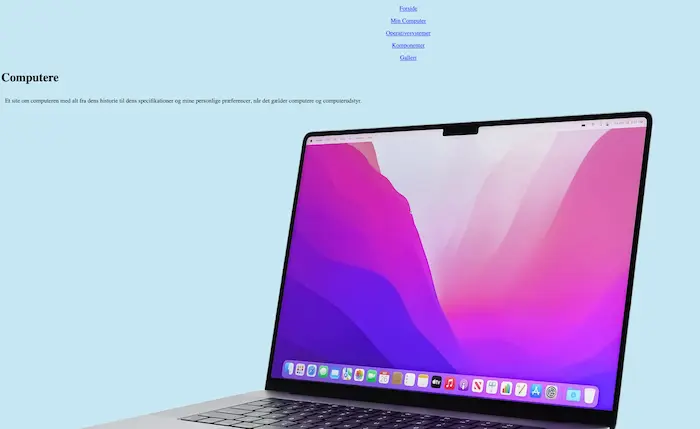 Forside
Min Computer
Operativsystemer
Komponenter
Galleri
Computere
Et site om computeren med alt fra dens historie til dens specifikationer og mine personlige præferencer, når det gælder computere og computerudstyr.